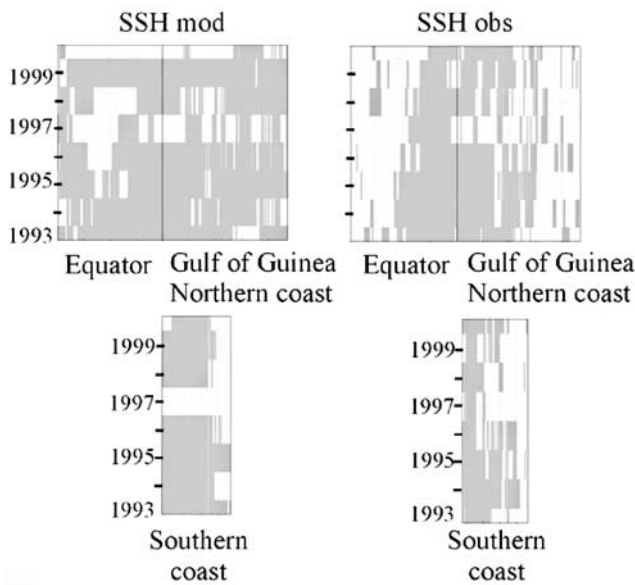 SSH mod
SSH obs
1999
1997
1995
1993
Equator
Gulf of Guinea
Northern coast
Equator
Gulf of Guinea
Northern coast
1999
1997
1995
1993
Southern
coast
1999
1997
1995
1993
Southern
coast